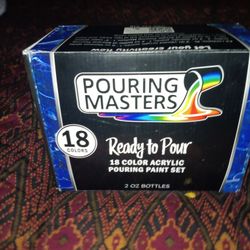 Let your creativity flow
POURING
MASTERS
18
COLORS
Ready to Pour
18 COLOR ACRYLIC
POURING PAINT SET
2 OZ BOTTLES